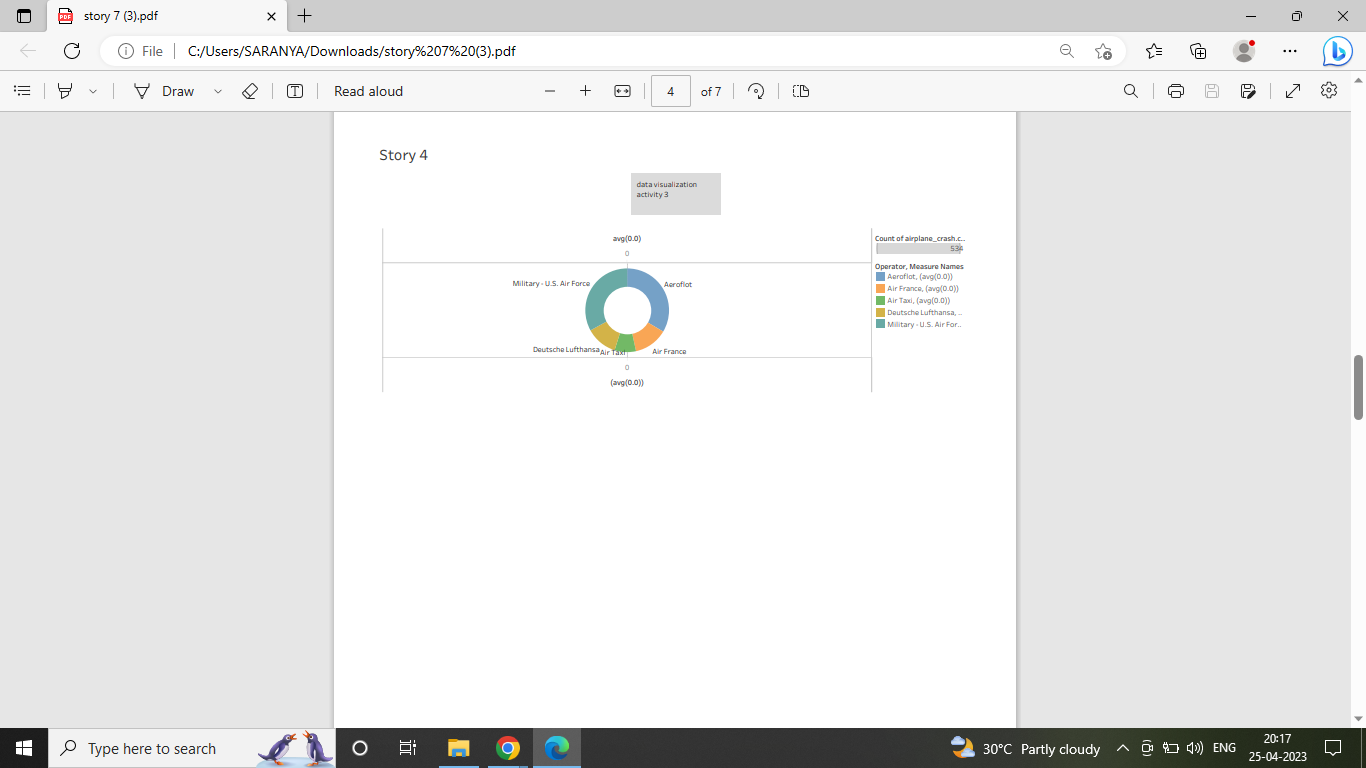 story 7 (3).pdf
File
C:/Users/SARANYA/Downloads/story%207%20(3).pdf
Draw
Read aloud
4
of 7
Story 4
data visualization
activity 3
avg(0.0)
0
Military - U.S. Air Force
Aeroflot
Deutsche Lufthansa
Air Taxi
Air France
0
(avg(0.0))
Count of airplane_crash.c..
534
Operator, Measure Names
Aeroflot, (avg(0.0))
Air France, (avg(0.0))
Air Taxi, (avg(0.0))
Deutsche Lufthansa, ..
Military - U.S. Air For..
Type here to search
30°C Partly cloudy
ENG
20:17
25-04-2023